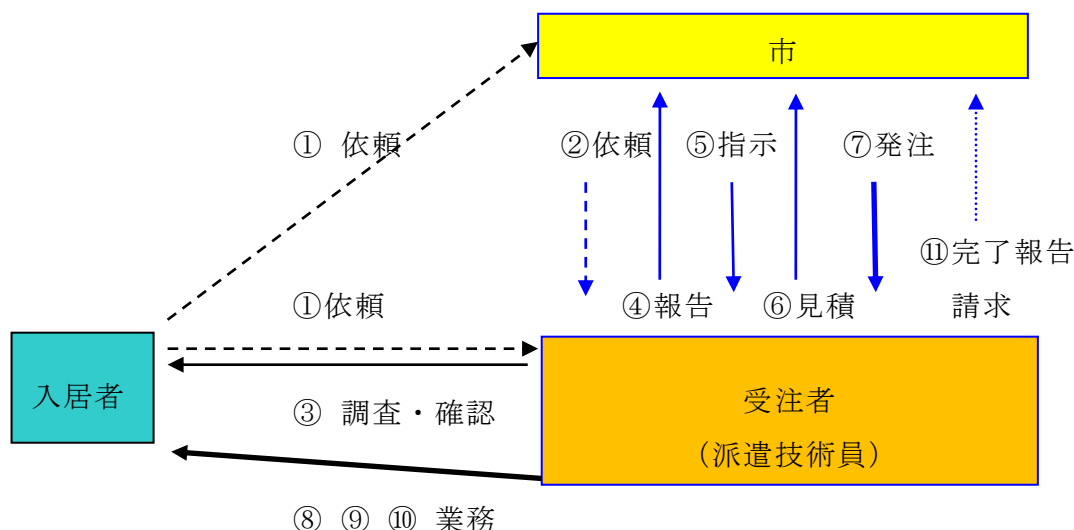 市
① 依頼
②依頼
⑤指示
⑦発注
⑪完了報告
請求
①依頼
④報告
⑥見積
入居者
③ 調査・確認
受注者
（派遣技術員）
⑧ ⑨ ⑩ 業務